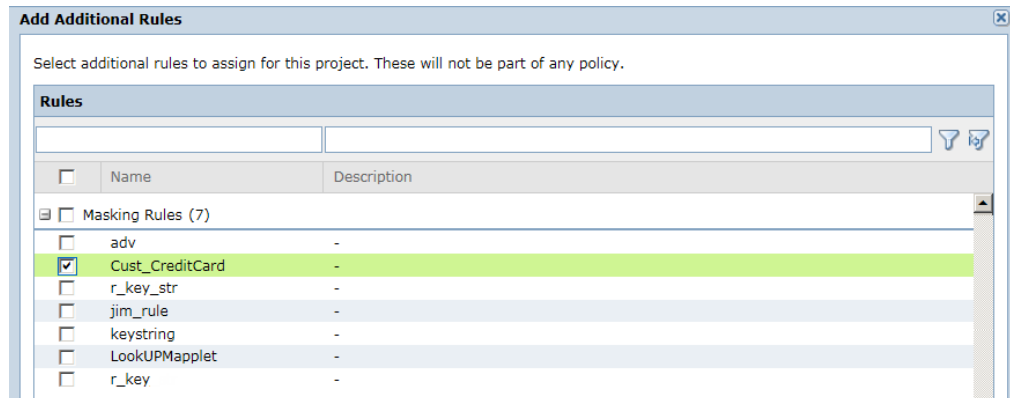 Add Additional Rules
Select additional rules to assign for this project. These will not be part of any policy.
Rules
Name Description
Masking Rules (7)
adv -
Cust_CreditCard -
r_key_str -
jim_rule -
keystring -
LookUPMapplet -
r_key -